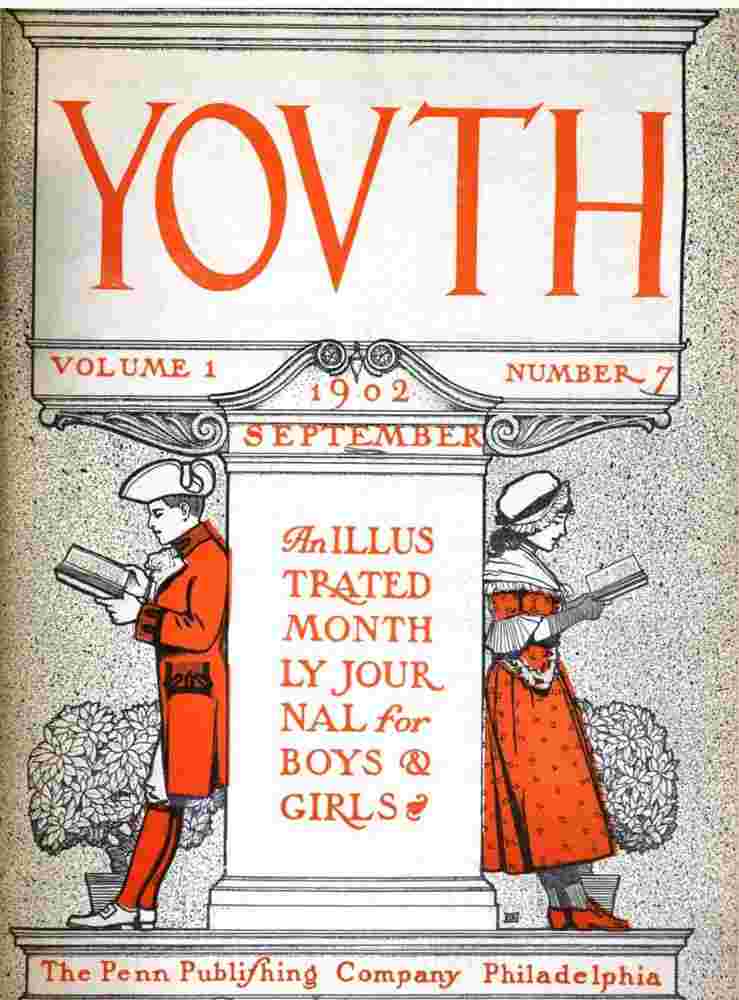 YOVTH
VOLUME 1
NUMBER 7
1902
SEPTEMBER
An ILLUS
TRATED
MONTH
LY JOUR
NAL for
BOYS &
GIRLS
The Penn Publiſhing Company Philadelphia